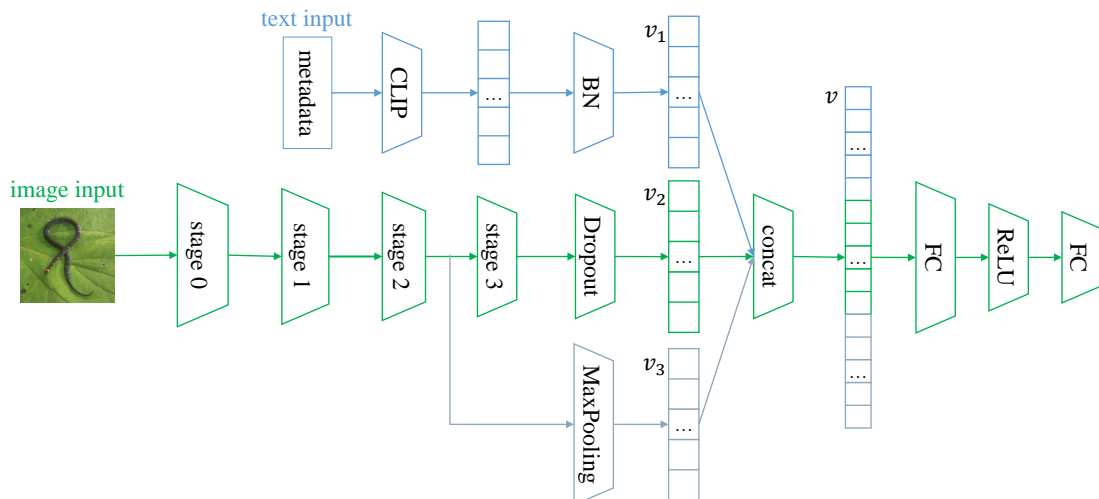 text input
metadata
CLIP
...
BN
v₁
...
v
...
...
...
image input
stage 0
stage 1
stage 2
stage 3
Dropout
v₂
...
concat
FC
ReLU
FC
MaxPooling
v₃
...